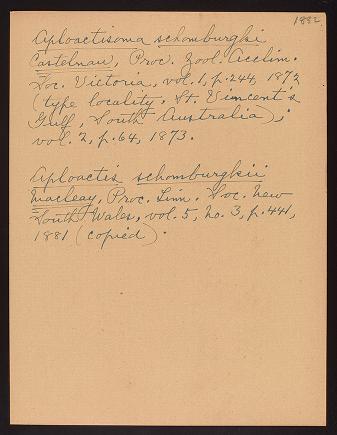 1882
Aploactisoma schomburgki
Castelnau, Proc. Zool. Acclim.
Soc. Victoria, vol. 1, p. 244, 1872
(type locality, St. Vincent's
Gulf, South Australia);
vol. 2, p. 64, 1873.
Aploactis schomburgkii
Macleay, Proc. Linn. Soc. New
South Wales, vol. 5, no. 3, p. 441,
1881 (copied).